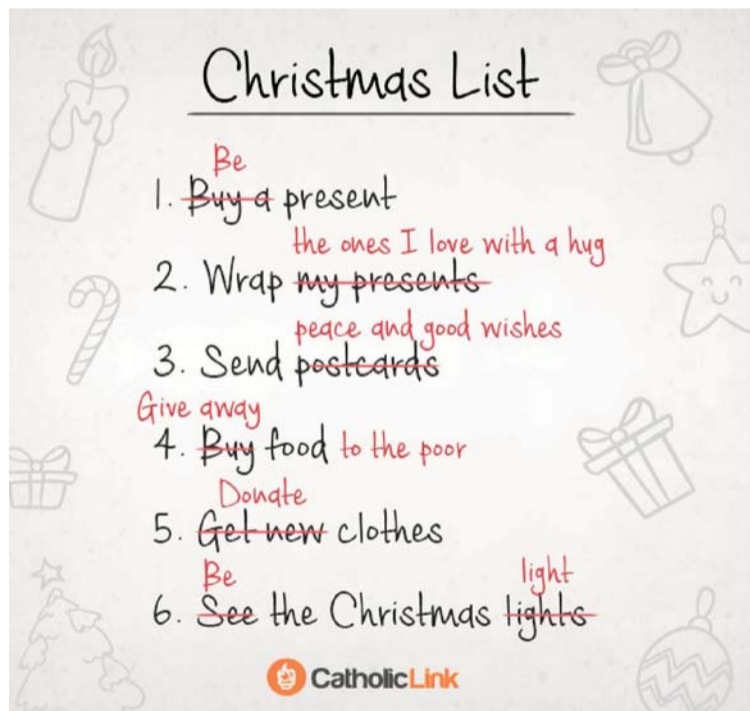 Christmas List
Be
1. Buy a present
the ones I love with a hug
2. Wrap my presents
peace and good wishes
3. Send postcards
Give away
4. Buy food to the poor
Donate
5. Get new clothes
Be light
6. See the Christmas lights
CatholicLink